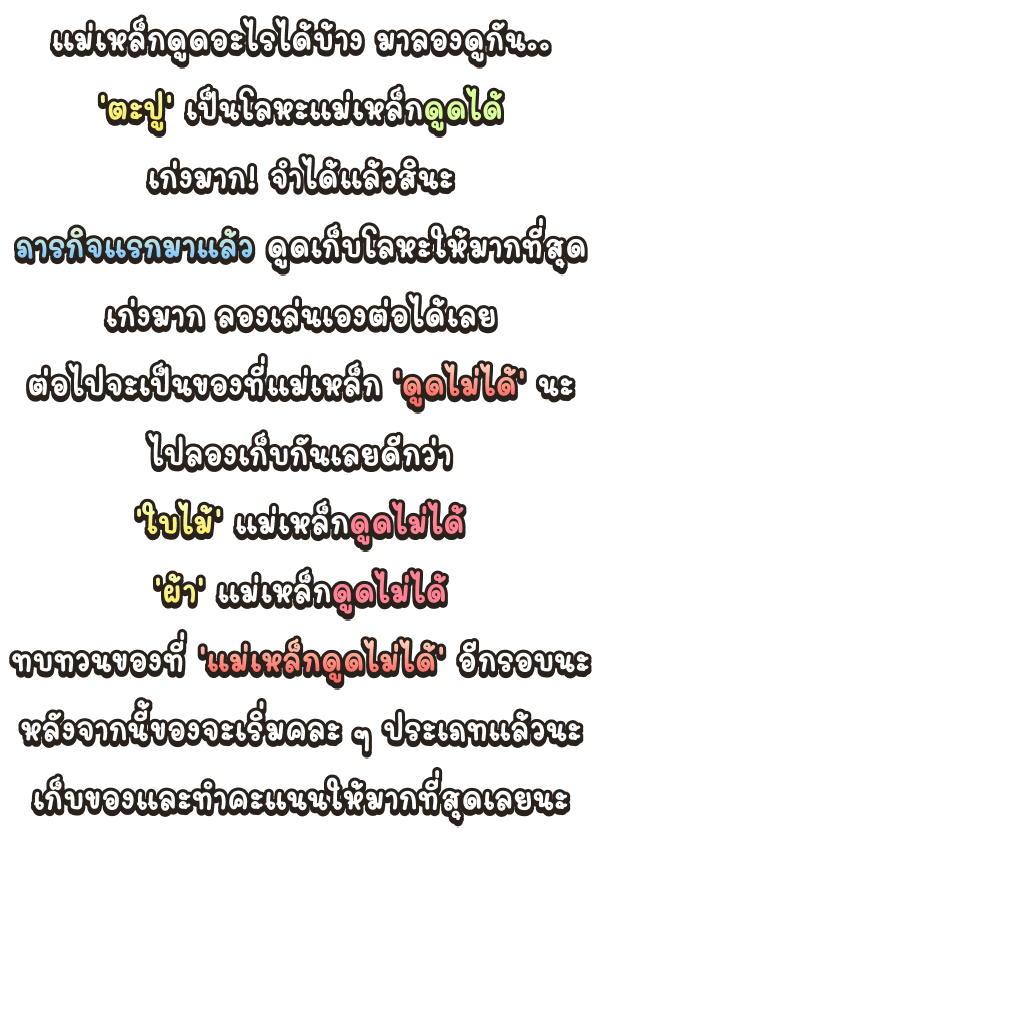 แม่เหล็กดูดอะไรได้บ้าง มาลองดูกัน..
'ตะปู' เป็นโลหะแม่เหล็กดูดได้
เก่งมาก! จำได้แล้วสินะ
ภารกิจแรกมาแล้ว ดูดเก็บโลหะให้มากที่สุด
เก่งมาก ลองเล่นเองต่อได้เลย
ต่อไปจะเป็นของที่แม่เหล็ก 'ดูดไม่ได้' นะ
ไปลองเก็บกันเลยดีกว่า
'ใบไม้' แม่เหล็กดูดไม่ได้
'ผ้า' แม่เหล็กดูดไม่ได้
ทบทวนของที่ 'แม่เหล็กดูดไม่ได้' อีกรอบนะ
หลังจากนี้ของจะเริ่มคละ ๆ ประเภทแล้วนะ
เก็บของและทำคะแนนให้มากที่สุดเลยนะ